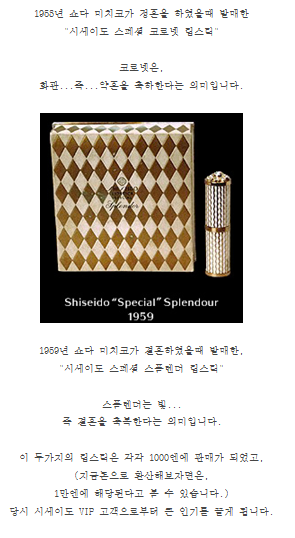 1958년 쇼다 미치코가 정혼을 하였을때 발매한
"시세이도 스페셜 코로넷 립스틱"
코로넷은,
화관...즉...약혼을 축하한다는 의미입니다.
Splendor
Shiseido "Special" Splendour
1959
1959년 쇼다 미치코가 결혼하였을때 발매한,
"시세이도 스페셜 스플렌더 립스틱"
스플렌더는 빛...
즉 결혼을 축복한다는 의미입니다.
이 두가지의 립스틱은 각각 1000엔에 판매가 되었고,
(지금돈으로 환산해보자면은,
1만엔에 해당된다고 볼 수 있습니다.)
당시 시세이도 VIP 고객으로부터 큰 인기를 끌게 됩니다.